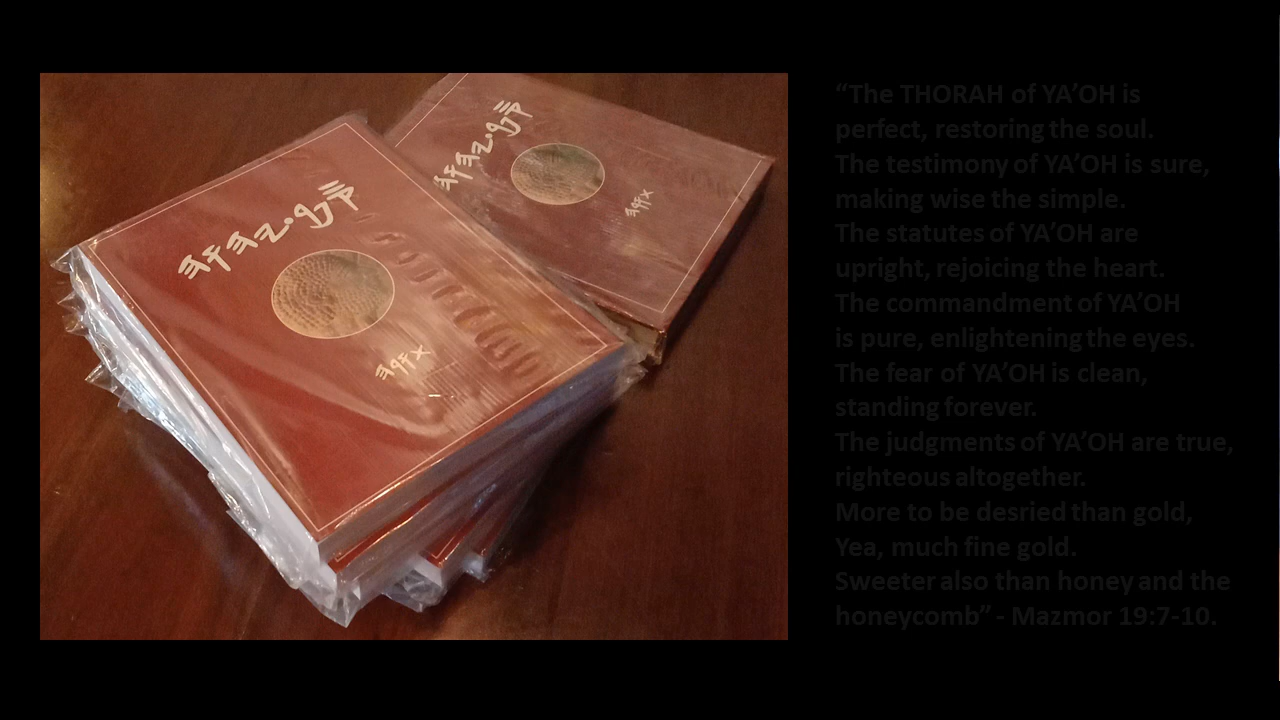 “The THORAH of YA’OH is
perfect, restoring the soul.
The testimony of YA’OH is sure,
making wise the simple.
The statutes of YA’OH are
upright, rejoicing the heart.
The commandment of YA’OH
is pure, enlightening the eyes.
The fear of YA’OH is clean,
standing forever.
The judgments of YA’OH are true,
righteous altogether.
More to be desried than gold,
Yea, much fine gold.
Sweeter also than honey and the
honeycomb” - Mazmor 19:7-10.